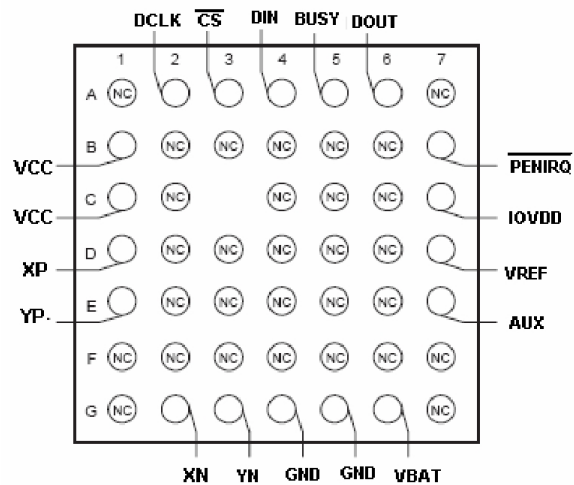 DCLK CS DIN BUSY DOUT
1 2 3 4 5 6 7
A NC NC
B NC NC NC NC NC
VCC PENIRQ
C NC NC NC NC
VCC IOVDD
D NC NC NC NC NC
XP VREF
E NC NC NC NC NC
YP. AUX
F NC NC NC NC NC NC NC
G NC NC
XN YN GND GND VBAT